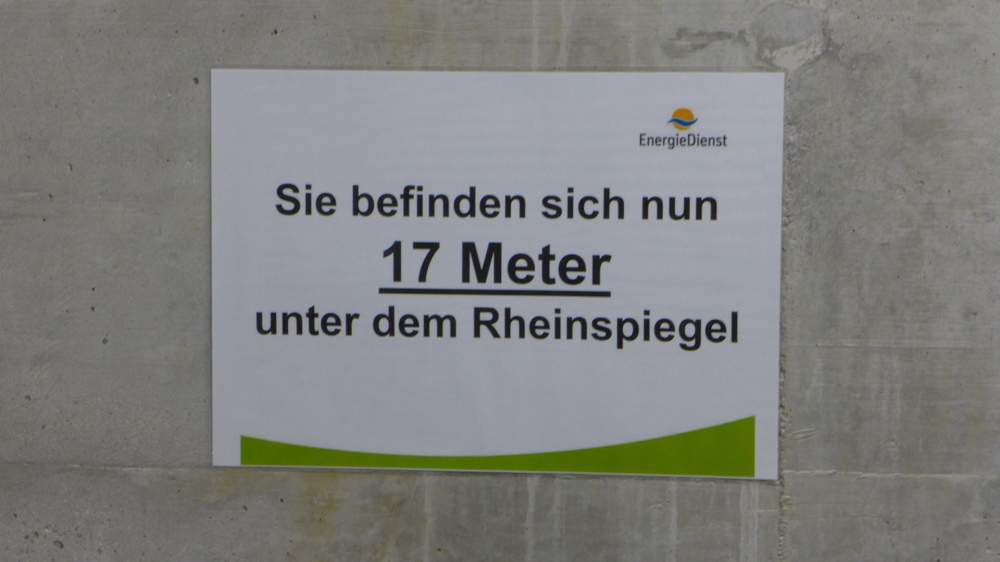 EnergieDienst
Sie befinden sich nun
17 Meter
unter dem Rheinspiegel